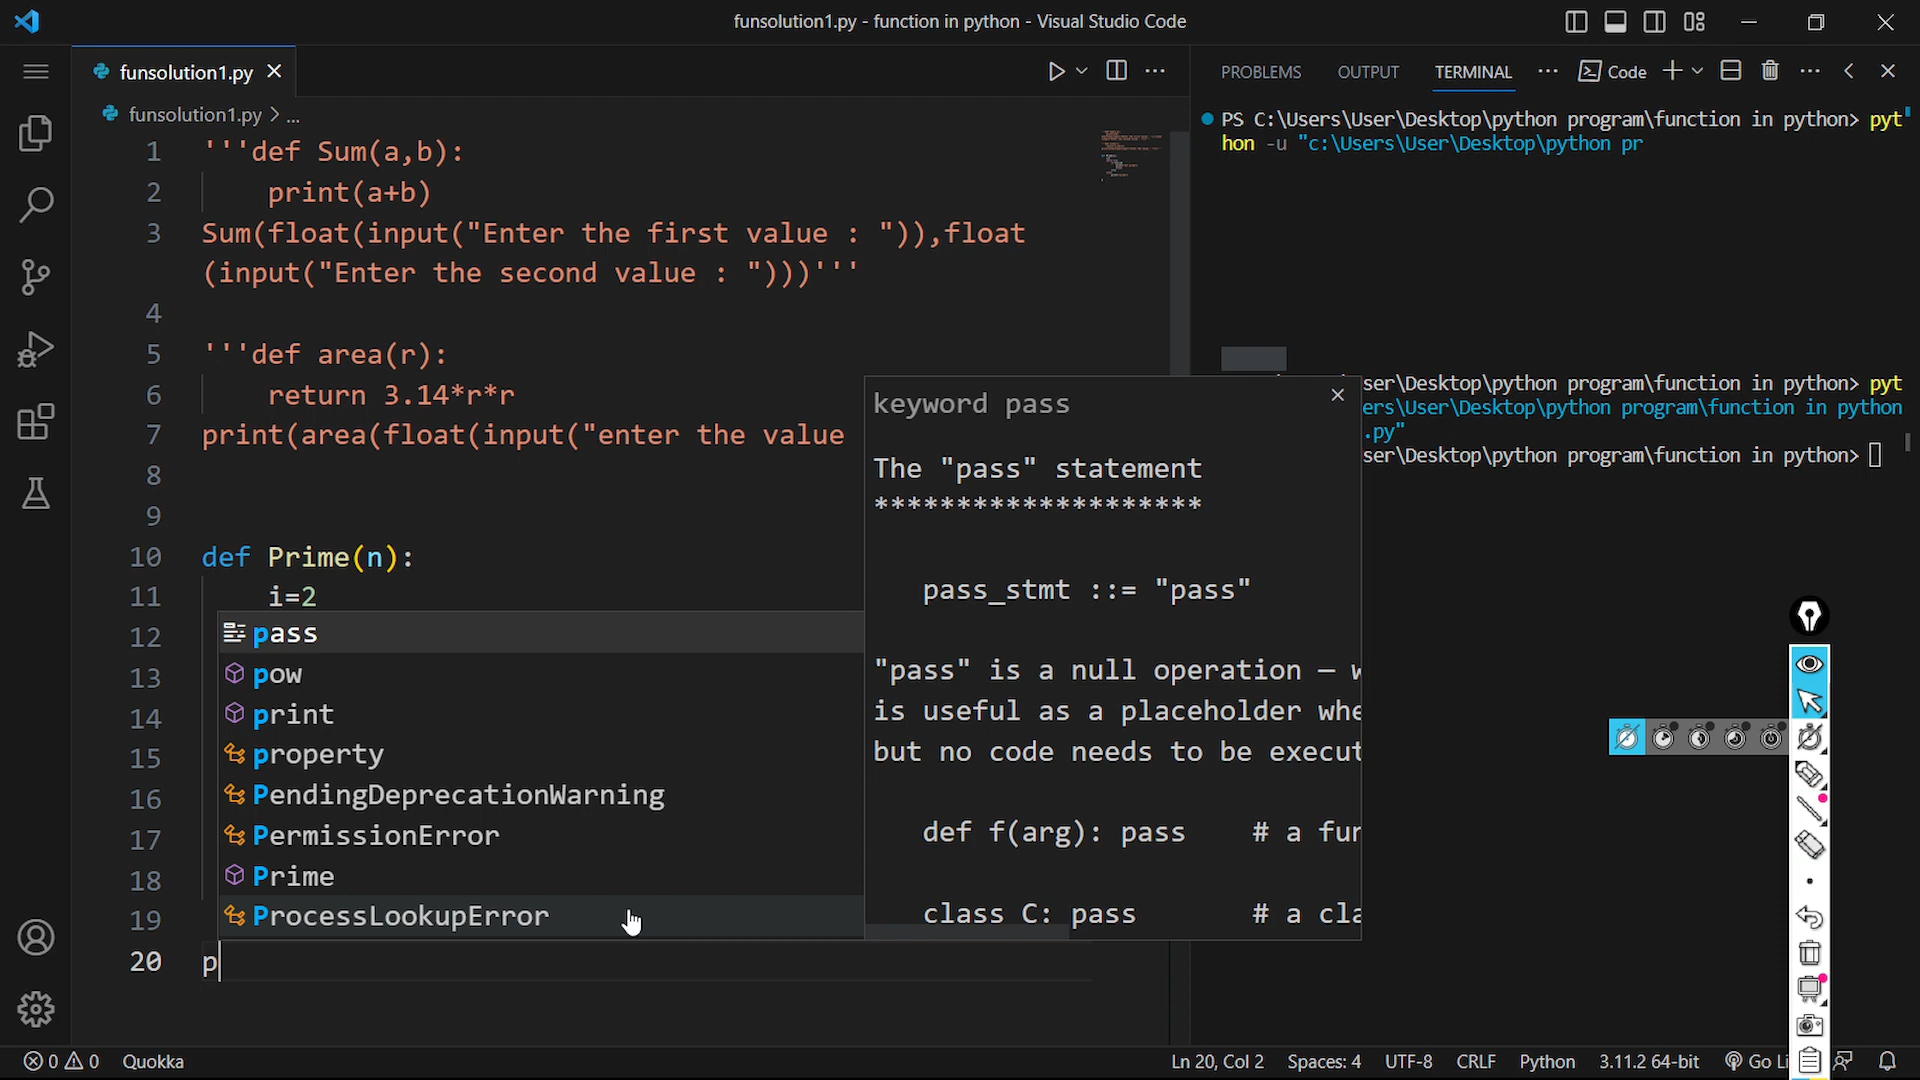 funsolution1.py - function in python - Visual Studio Code
funsolution1.py
PROBLEMS OUTPUT TERMINAL ··· Code
funsolution1.py > ...
1 '''def Sum(a,b):
2 print(a+b)
3 Sum(float(input("Enter the first value : ")),float
(input("Enter the second value : ")))'''
4
5 '''def area(r):
6 return 3.14*r*r
7 print(area(float(input("enter the value
8
9
10 def Prime(n):
11 i=2
12
13
14
15
16
17
18
19
20 p
pass
pow
print
property
PendingDeprecationWarning
PermissionError
Prime
ProcessLookupError
keyword pass
The "pass" statement
********************
pass_stmt ::= "pass"
"pass" is a null operation —
is useful as a placeholder
but no code needs to be
def f(arg): pass # a
class C: pass # a
PS C:\Users\User\Desktop\python program\function in python> pyt
hon -u "c:\Users\User\Desktop\python pr
ser\Desktop\python program\function in python> pyt
ers\User\Desktop\python program\function in python
.py"
ser\Desktop\python program\function in python>
0 0 Quokka
Ln 20, Col 2 Spaces: 4 UTF-8 CRLF Python 3.11.2 64-bit Go